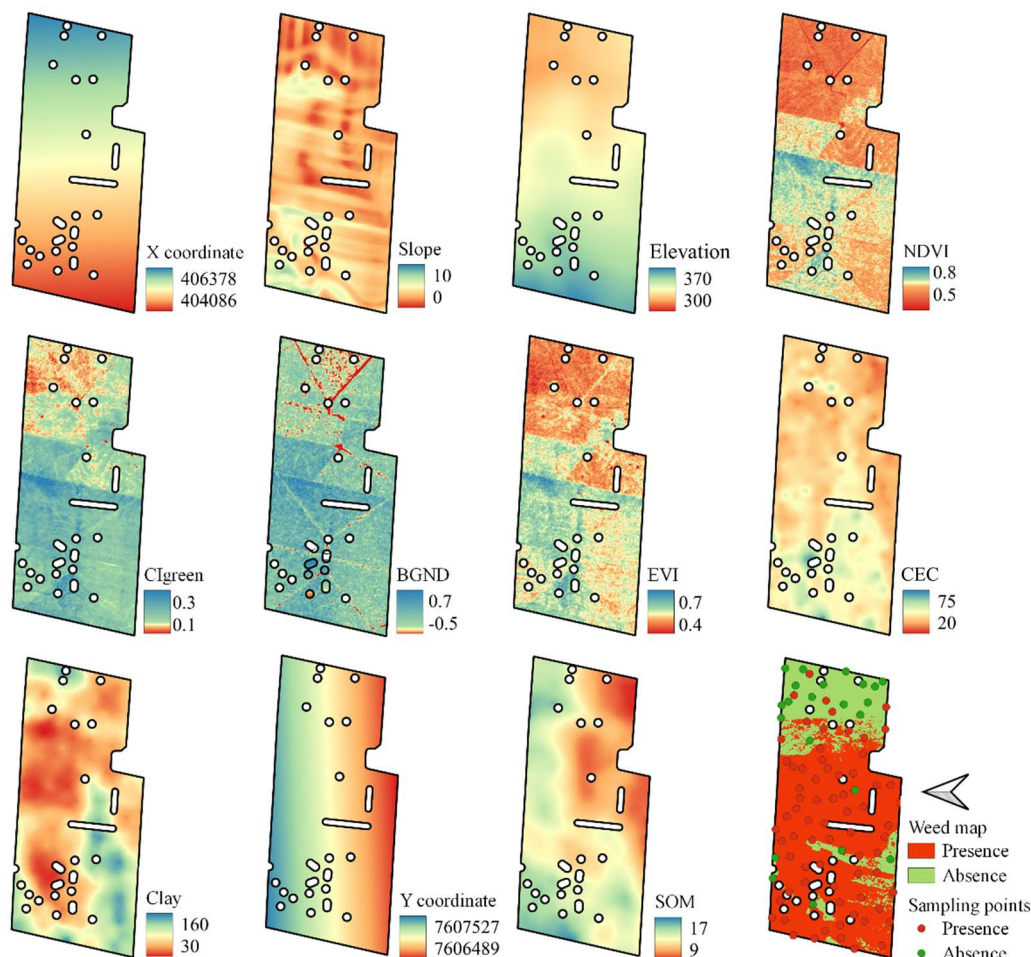 X coordinate
406378
404086
Slope
10
0
Elevation
370
300
NDVI
0.8
0.5
CIgreen
0.3
0.1
BGND
0.7
-0.5
EVI
0.7
0.4
CEC
75
20
Clay
160
30
Y coordinate
7607527
7606489
SOM
17
9
Weed map
Presence
Absence
Sampling points
Presence
Absence